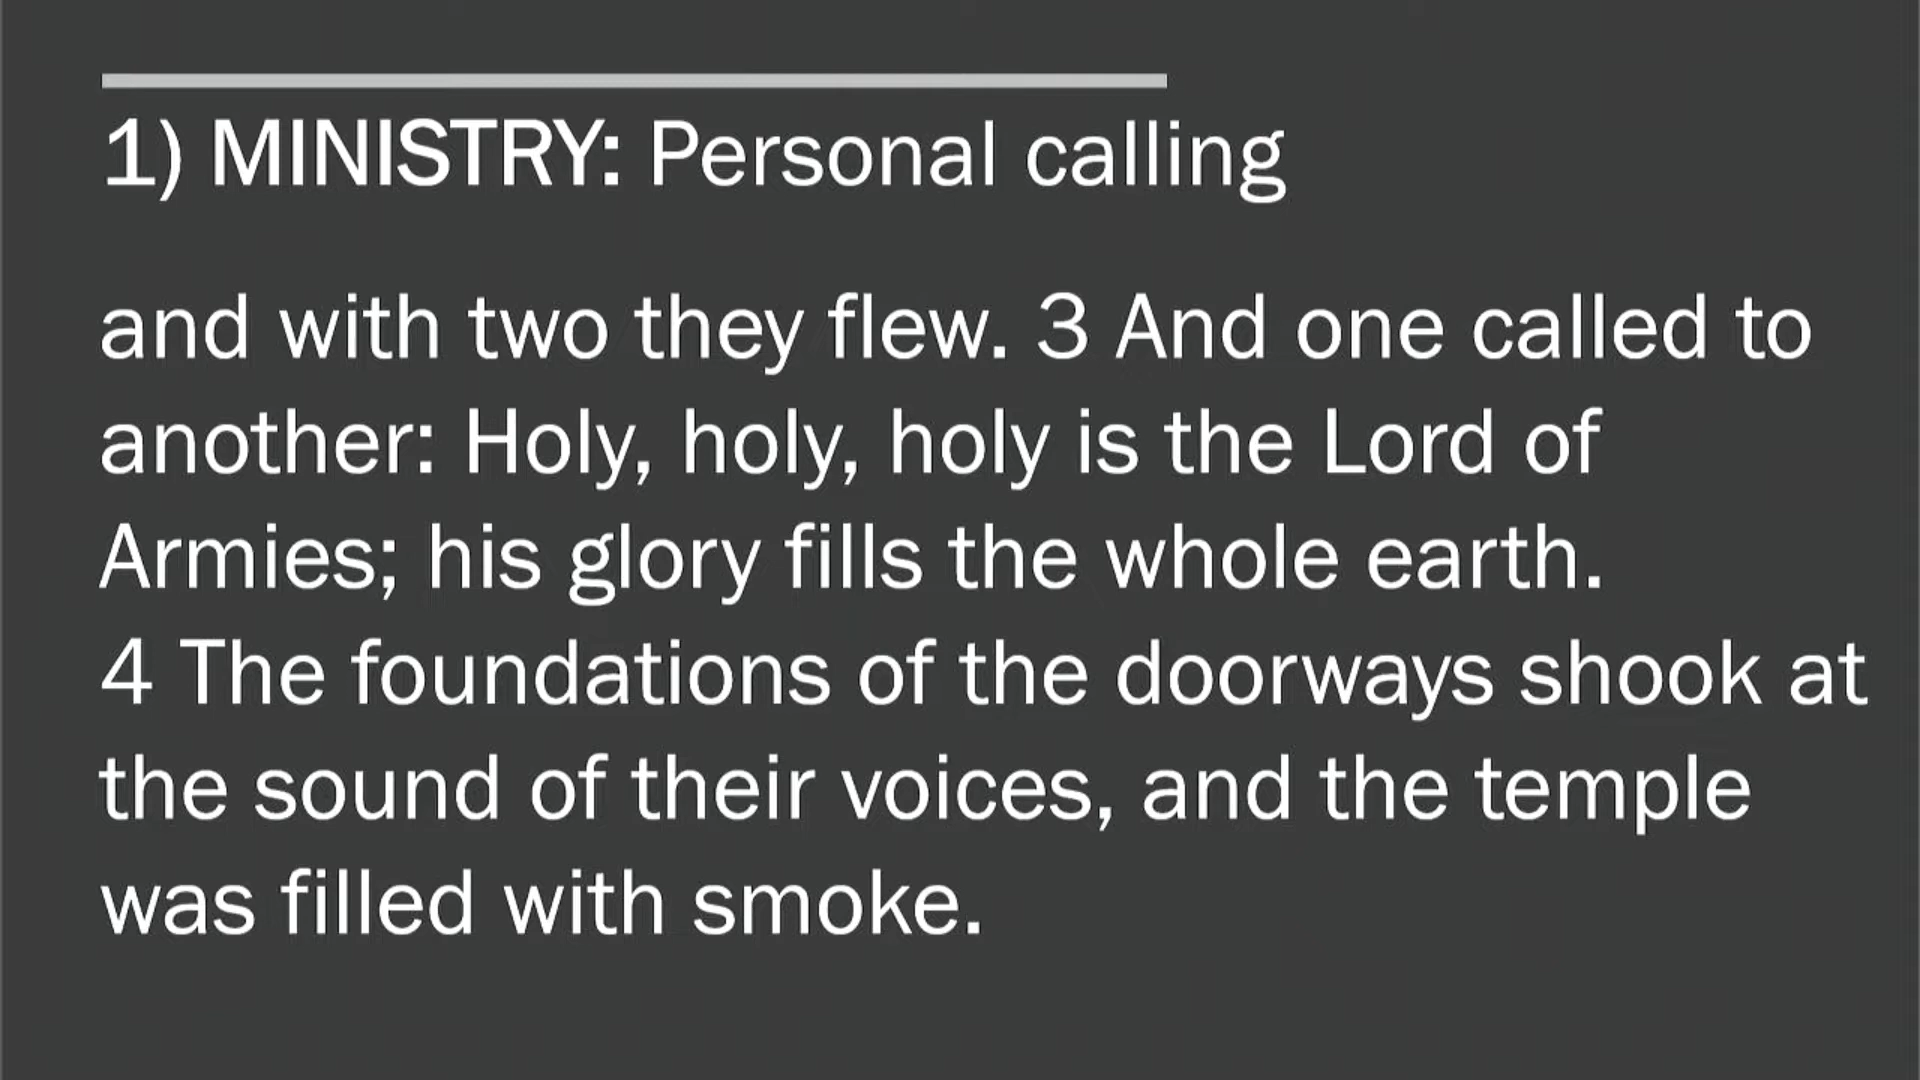 1) MINISTRY: Personal calling
and with two they flew. 3 And one called to
another: Holy, holy, holy is the Lord of
Armies; his glory fills the whole earth.
4 The foundations of the doorways shook at
the sound of their voices, and the temple
was filled with smoke.